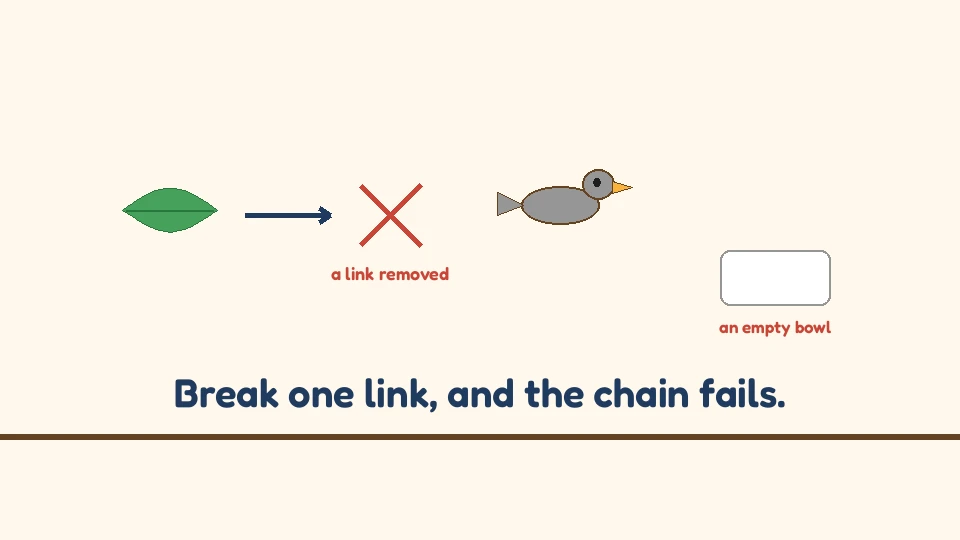 a link removed
an empty bowl
Break one link, and the chain fails.